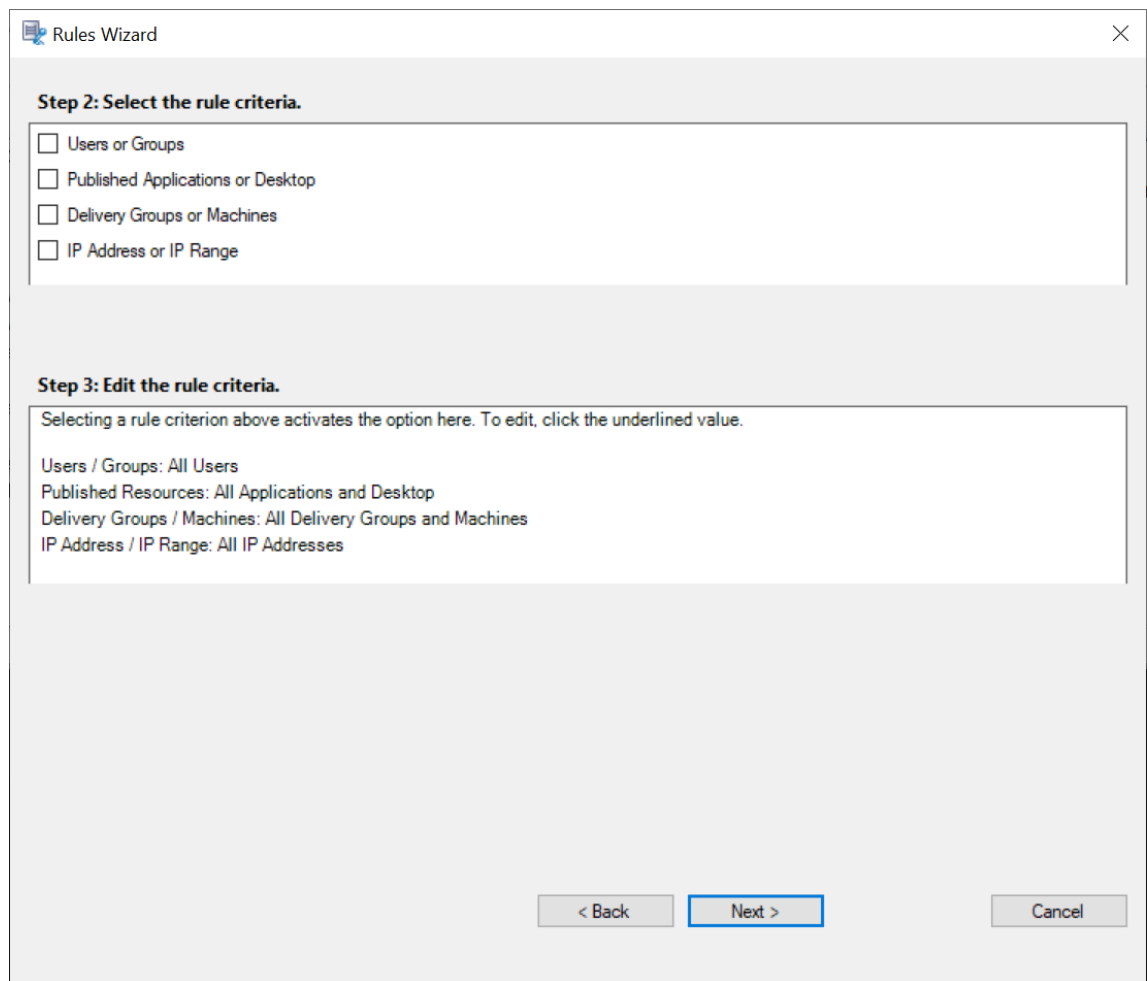 Rules Wizard
Step 2: Select the rule criteria.
Users or Groups
Published Applications or Desktop
Delivery Groups or Machines
IP Address or IP Range
Step 3: Edit the rule criteria.
Selecting a rule criterion above activates the option here. To edit, click the underlined value.
Users / Groups: All Users
Published Resources: All Applications and Desktop
Delivery Groups / Machines: All Delivery Groups and Machines
IP Address / IP Range: All IP Addresses
< Back Next > Cancel